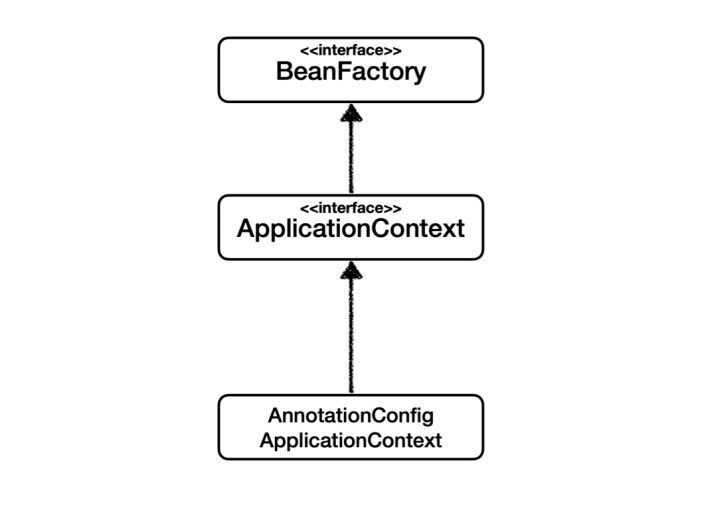 <<interface>>
BeanFactory
<<interface>>
ApplicationContext
AnnotationConfig
ApplicationContext